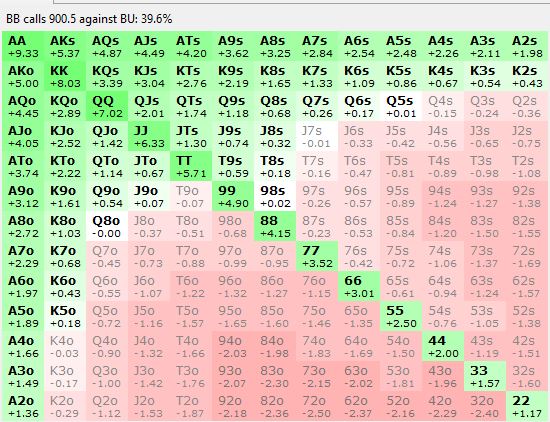 BB calls 900.5 against BU: 39.6%
AA AKs AQs AJs ATs A9s A8s A7s A6s A5s A4s A3s A2s
+9.33 +5.37 +4.87 +4.49 +4.20 +3.62 +3.25 +2.84 +2.54 +2.48 +2.26 +2.11 +1.94
AKo KK KQs KJs KTs K9s K8s K7s K6s K5s K4s K3s K2s
+5.00 +8.03 +3.39 +3.04 +2.76 +2.19 +1.65 +1.33 +1.09 +0.86 +0.67 +0.54 +0.43
AQo KQo QQ QJs QTs Q9s Q8s Q7s Q6s Q5s Q4s Q3s Q2s
+4.45 +2.89 +7.02 +2.01 +1.74 +1.18 +0.68 +0.26 +0.17 +0.01 -0.15 -0.24 -0.36
AJo KJo QJo JJ JTs J9s J8s J7s J6s J5s J4s J3s J2s
+4.05 +2.52 +1.42 +6.33 +1.30 +0.74 +0.32 -0.01 -0.33 -0.42 -0.56 -0.65 -0.75
ATo KTo QTo JTo TT T9s T8s T7s T6s T5s T4s T3s T2s
+3.74 +2.22 +1.14 +0.67 +5.71 +0.59 +0.18 -0.16 -0.47 -0.81 -0.89 -0.98 -1.08
A9o K9o Q9o J9o T9o 99 98s 97s 96s 95s 94s 93s 92s
+3.12 +1.61 +0.54 +0.07 -0.07 +4.90 +0.02 -0.26 -0.57 -0.89 -1.24 -1.27 -1.38
A8o K8o Q8o J8o T8o 98o 88 87s 86s 85s 84s 83s 82s
+2.72 +1.03 -0.00 -0.37 -0.51 -0.68 +4.15 -0.23 -0.53 -0.84 -1.20 -1.50 -1.55
A7o K7o Q7o J7o T7o 97o 87o 77 76s 75s 74s 73s 72s
+2.29 +0.68 -0.45 -0.73 -0.88 -0.99 -0.95 +3.52 -0.42 -0.72 -1.06 -1.37 -1.69
A6o K6o Q6o J6o T6o 96o 86o 76o 66 65s 64s 63s 62s
+1.97 +0.43 -0.55 -1.07 -1.22 -1.32 -1.27 -1.15 +3.01 -0.61 -0.94 -1.24 -1.57
A5o K5o Q5o J5o T5o 95o 85o 75o 65o 55 54s 53s 52s
+1.89 +0.18 -0.72 -1.16 -1.57 -1.65 -1.60 -1.46 -1.35 +2.50 -0.76 -1.05 -1.38
A4o K4o Q4o J4o T4o 94o 84o 74o 64o 54o 44 43s 42s
+1.66 -0.03 -0.90 -1.32 -1.66 -2.03 -1.98 -1.83 -1.69 -1.50 +2.00 -1.19 -1.51
A3o K3o Q3o J3o T3o 93o 83o 73o 63o 53o 43o 33 32s
+1.49 -0.17 -1.00 -1.42 -1.76 -2.07 -2.30 -2.15 -2.02 -1.81 -1.96 +1.57 -1.60
A2o K2o Q2o J2o T2o 92o 82o 72o 62o 52o 42o 32o 22
+1.36 -0.29 -1.12 -1.53 -1.87 -2.18 -2.36 -2.50 -2.37 -2.16 -2.29 -2.40 +1.17